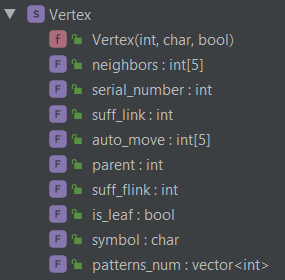 S Vertex
f Vertex(int, char, bool)
F neighbors : int[5]
F serial_number : int
F suff_link : int
F auto_move : int[5]
F parent : int
F suff_flink : int
F is_leaf : bool
F symbol : char
F patterns_num : vector<int>